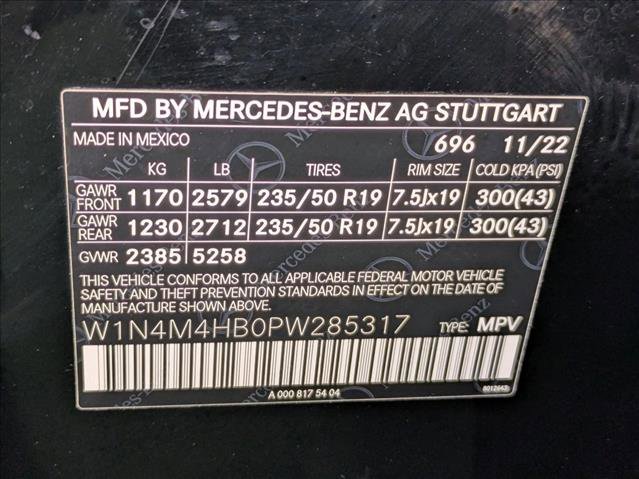 MFD BY MERCEDES-BENZ AG STUTTGART
MADE IN MEXICO 696 11/22
KG LB TIRES RIM SIZE COLD KPA(PSI)
GAWR FRONT 1170 2579 235/50 R19 7.5Jx19 300(43)
GAWR REAR 1230 2712 235/50 R19 7.5Jx19 300(43)
GVWR 2385 5258
THIS VEHICLE CONFORMS TO ALL APPLICABLE FEDERAL MOTOR VEHICLE
SAFETY AND THEFT PREVENTION STANDARDS IN EFFECT ON THE DATE OF
MANUFACTURE SHOWN ABOVE.
W1N4M4HB0PW285317 TYPE: MPV
A 000 817 54 04